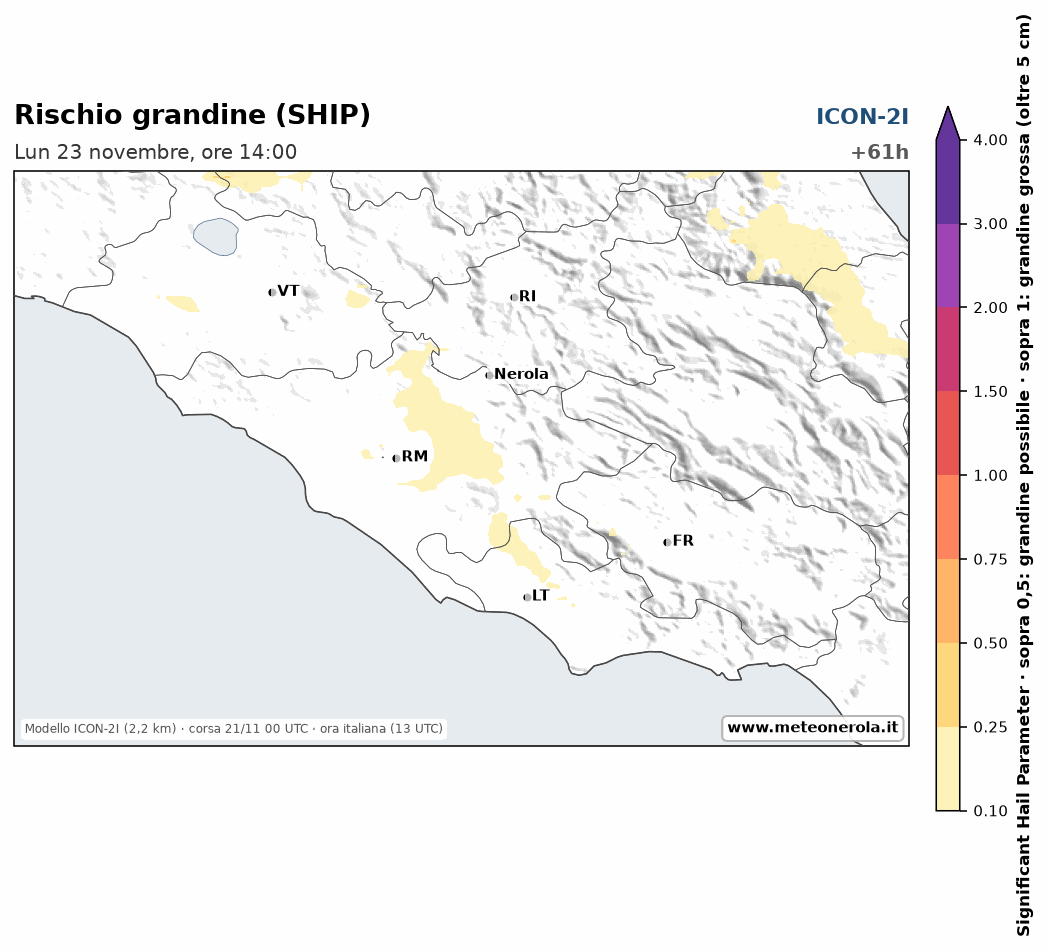 Rischio grandine (SHIP)
ICON-2I
Lun 23 novembre, ore 14:00
+61h
VT
RI
Nerola
RM
FR
LT
Modello ICON-2I (2,2 km) · corsa 21/11 00 UTC · ora italiana (13 UTC)
www.meteonerola.it
4.00
3.00
2.00
1.50
1.00
0.75
0.50
0.25
0.10
Significant Hail Parameter · sopra 0,5: grandine possibile · sopra 1: grandine grossa (oltre 5 cm)